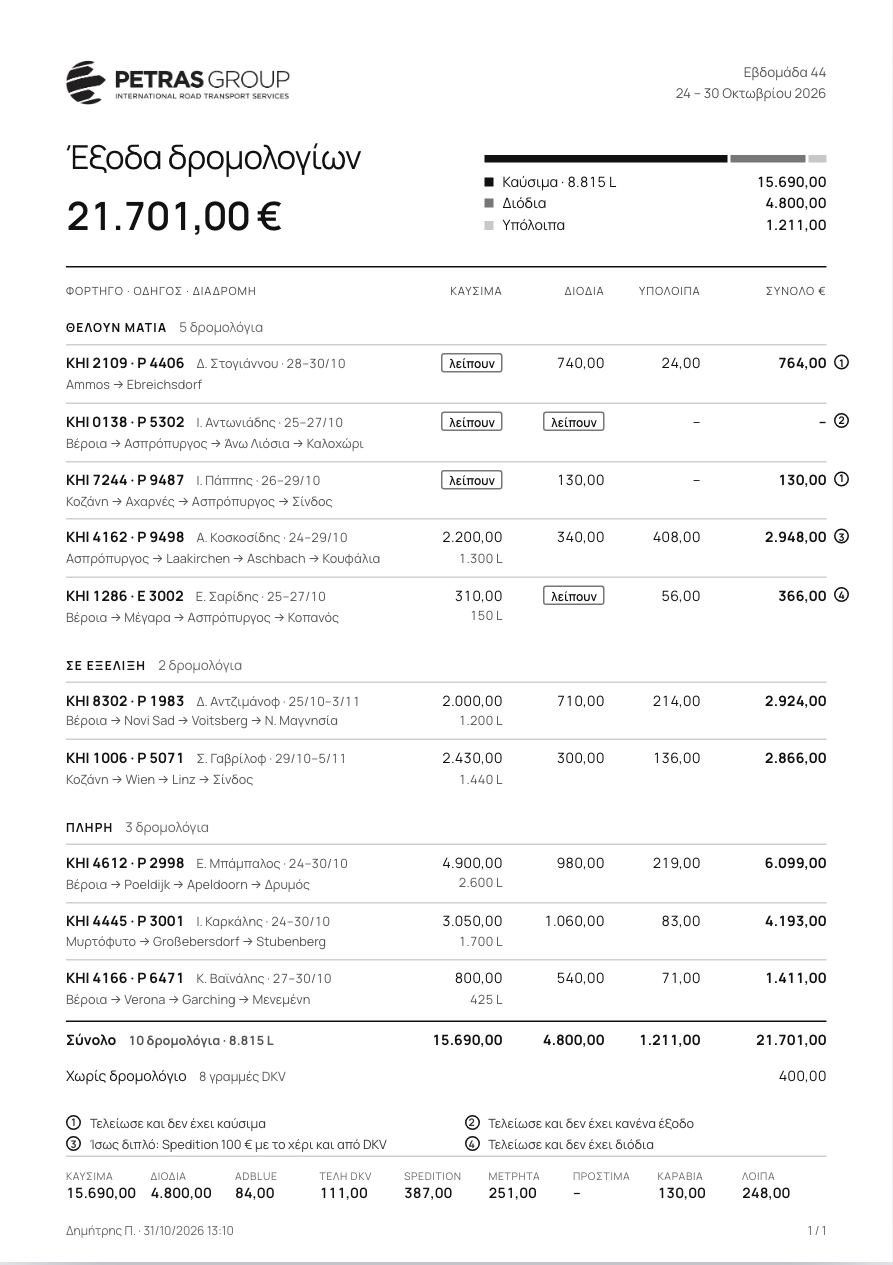 PETRAS GROUP
INTERNATIONAL ROAD TRANSPORT SERVICES
Εβδομάδα 44
24 – 30 Οκτωβρίου 2026
Έξοδα δρομολογίων
21.701,00 €
Καύσιμα · 8.815 L 15.690,00
Διόδια 4.800,00
Υπόλοιπα 1.211,00
ΦΟΡΤΗΓΟ · ΟΔΗΓΟΣ · ΔΙΑΔΡΟΜΗ ΚΑΥΣΙΜΑ ΔΙΟΔΙΑ ΥΠΟΛΟΙΠΑ ΣΥΝΟΛΟ €
ΘΕΛΟΥΝ ΜΑΤΙΑ 5 δρομολόγια
KHI 2109 · P 4406 Δ. Στογιάννου · 28–30/10 λείπουν 740,00 24,00 764,00 1
Ammos → Ebreichsdorf
KHI 0138 · P 5302 Ι. Αντωνιάδης · 25–27/10 λείπουν λείπουν – – 2
Βέροια → Ασπρόπυργος → Άνω Λιόσια → Καλοχώρι
KHI 7244 · P 9487 Ι. Πάππης · 26–29/10 λείπουν 130,00 – 130,00 1
Κοζάνη → Αχαρνές → Ασπρόπυργος → Σίνδος
KHI 4162 · P 9498 Α. Κοσκοσίδης · 24–29/10 2.200,00 340,00 408,00 2.948,00 3
Ασπρόπυργος → Laakirchen → Aschbach → Κουφάλια 1.300 L
KHI 1286 · E 3002 Ε. Σαρίδης · 25–27/10 310,00 λείπουν 56,00 366,00 4
Βέροια → Μέγαρα → Ασπρόπυργος → Κοπανός 150 L
ΣΕ ΕΞΕΛΙΞΗ 2 δρομολόγια
KHI 8302 · P 1983 Δ. Αντζιμάνοφ · 25/10–3/11 2.000,00 710,00 214,00 2.924,00
Βέροια → Novi Sad → Voitsberg → Ν. Μαγνησία 1.200 L
KHI 1006 · P 5071 Σ. Γαβρίλοφ · 29/10–5/11 2.430,00 300,00 136,00 2.866,00
Κοζάνη → Wien → Linz → Σίνδος 1.440 L
ΠΛΗΡΗ 3 δρομολόγια
KHI 4612 · P 2998 Ε. Μπάμπαλος · 24–30/10 4.900,00 980,00 219,00 6.099,00
Βέροια → Poeldijk → Apeldoorn → Δρυμός 2.600 L
KHI 4445 · P 3001 Ι. Καρκάλης · 24–30/10 3.050,00 1.060,00 83,00 4.193,00
Μυρτόφυτο → Großebersdorf → Stubenberg 1.700 L
KHI 4166 · P 6471 Κ. Βαϊνάλης · 27–30/10 800,00 540,00 71,00 1.411,00
Βέροια → Verona → Garching → Μενεμένη 425 L
Σύνολο 10 δρομολόγια · 8.815 L 15.690,00 4.800,00 1.211,00 21.701,00
Χωρίς δρομολόγιο 8 γραμμές DKV 400,00
1 Τελείωσε και δεν έχει καύσιμα 2 Τελείωσε και δεν έχει κανένα έξοδο
3 Ίσως διπλό: Spedition 100 € με το χέρι και από DKV 4 Τελείωσε και δεν έχει διόδια
ΚΑΥΣΙΜΑ ΔΙΟΔΙΑ ADBLUE ΤΕΛΗ DKV SPEDITION ΜΕΤΡΗΤΑ ΠΡΟΣΤΙΜΑ ΚΑΡΑΒΙΑ ΛΟΙΠΑ
15.690,00 4.800,00 84,00 111,00 387,00 251,00 – 130,00 248,00
Δημήτρης Π. · 31/10/2026 13:10 1 / 1